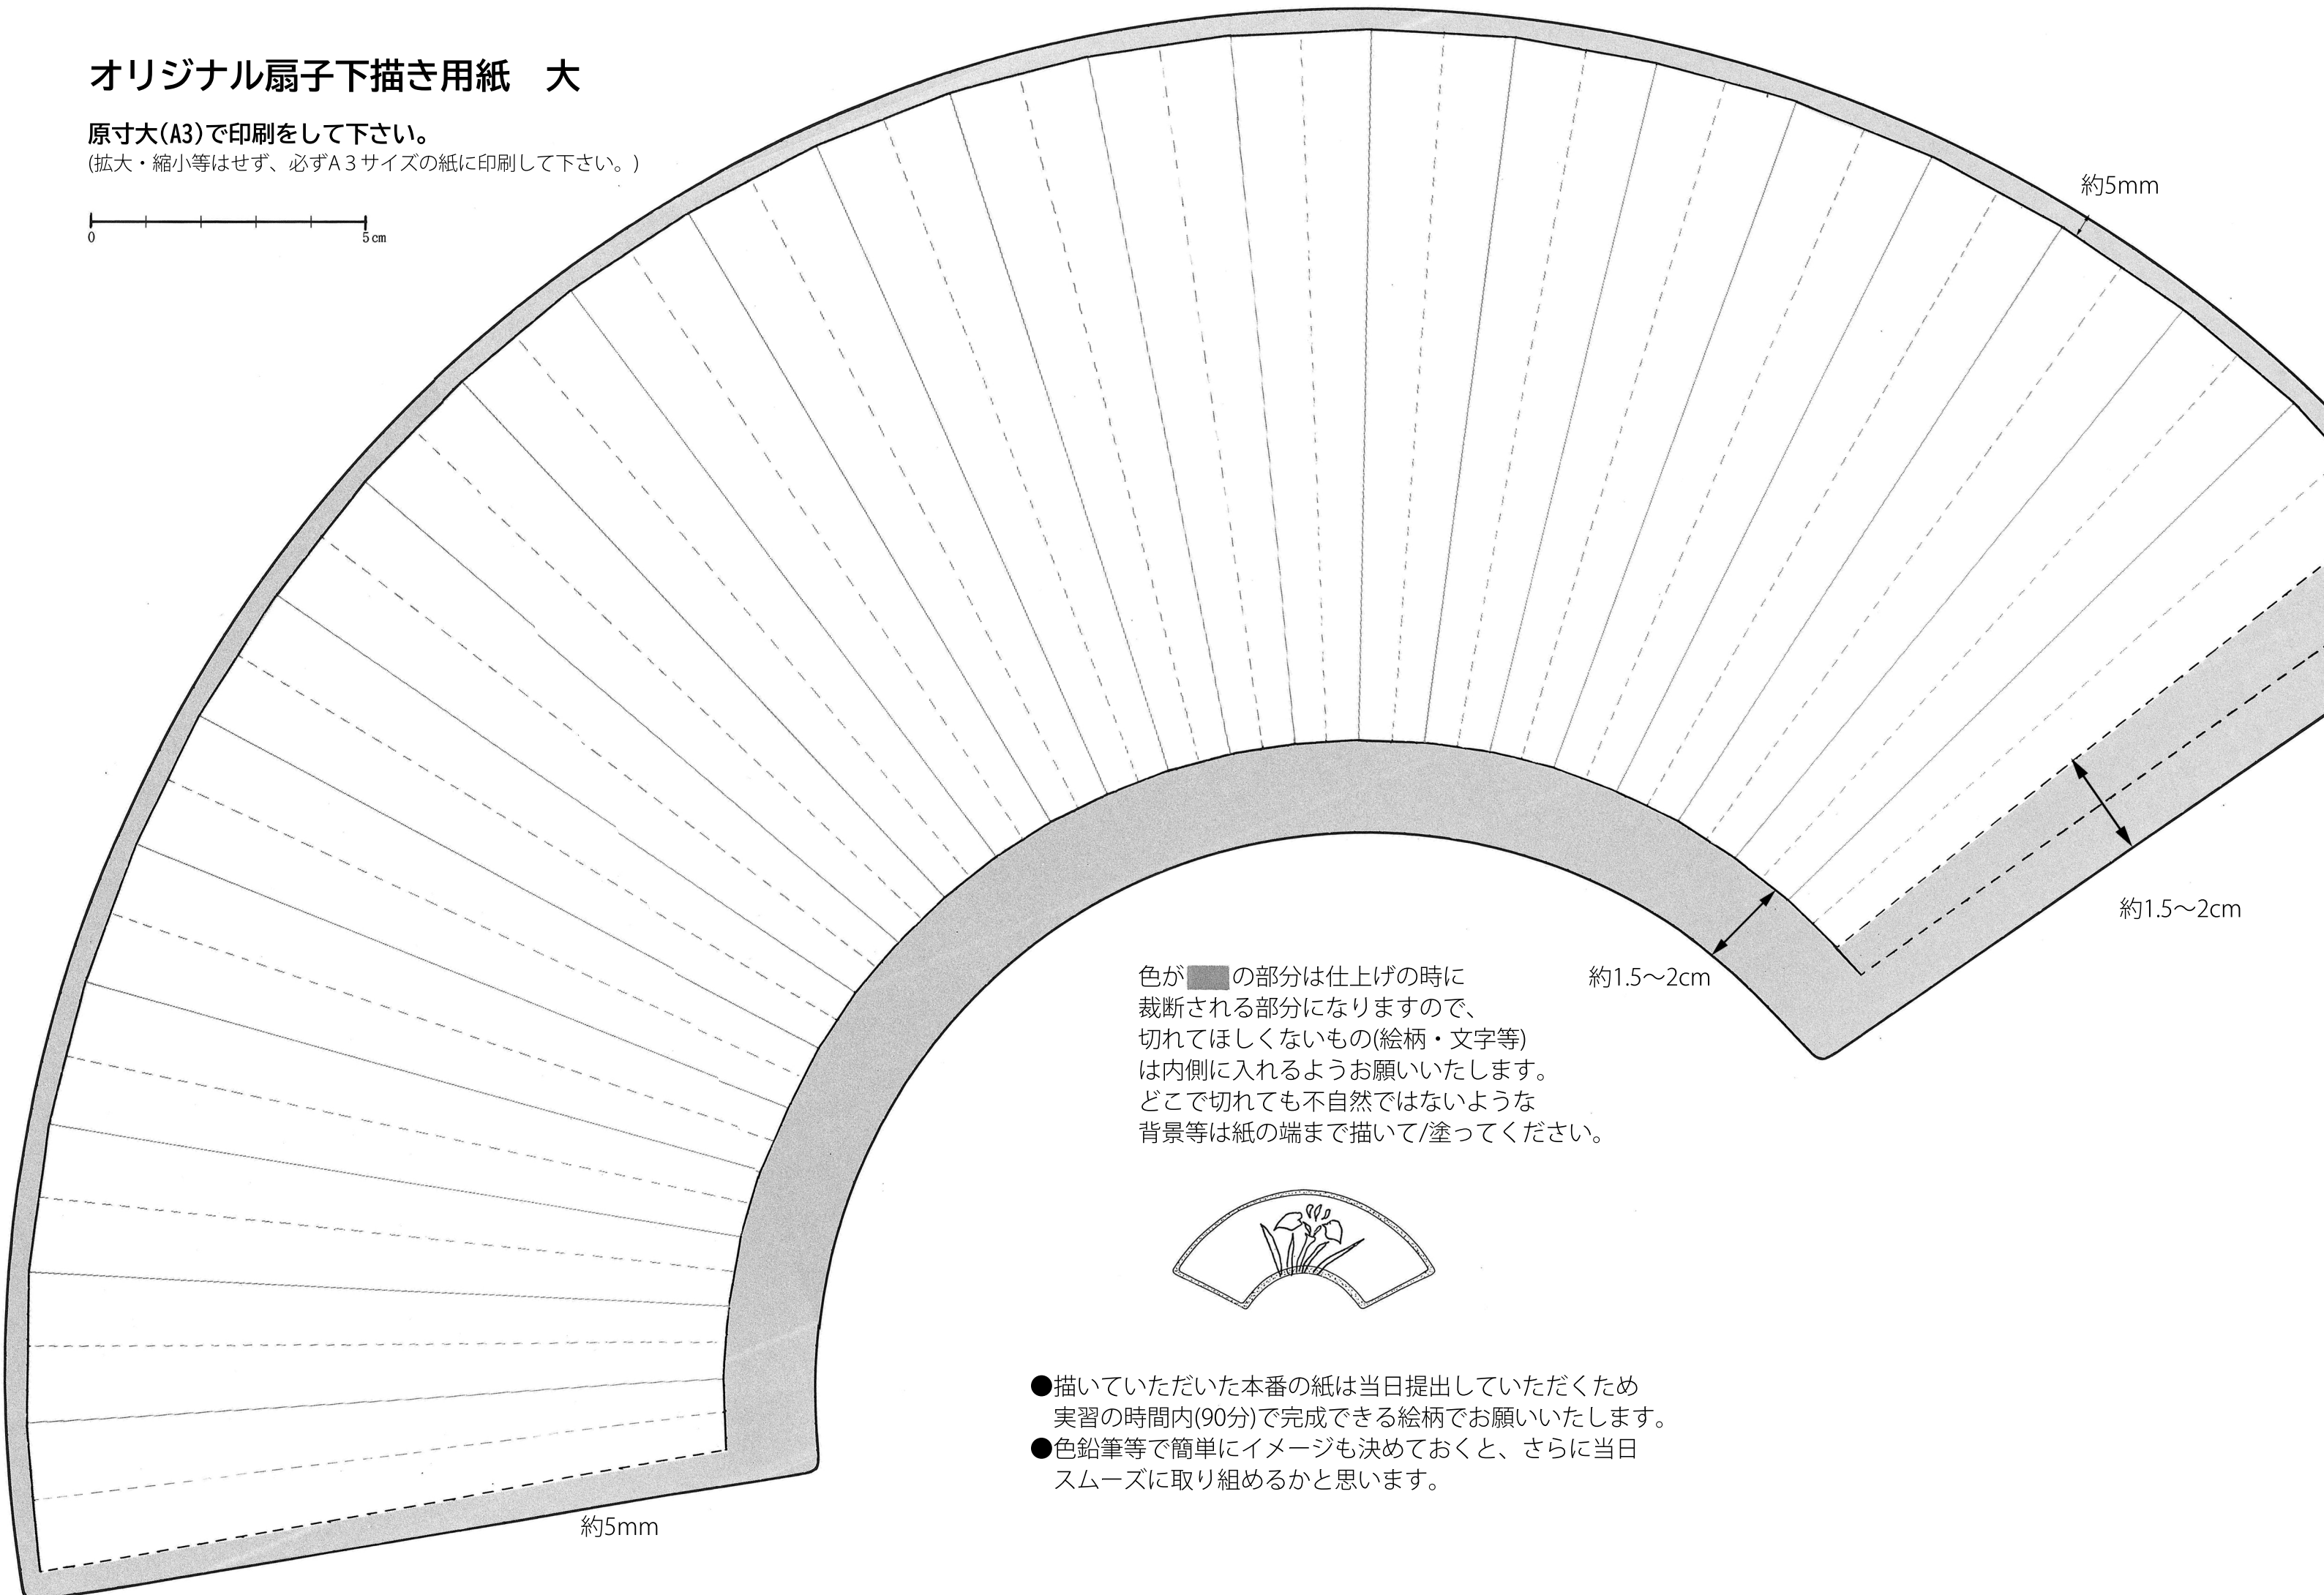 オリジナル扇子下描き用紙　大
原寸大(A3)で印刷をして下さい。
(拡大・縮小等はせず、必ずA３サイズの紙に印刷して下さい。)
0 5cm
約5mm
約1.5～2cm
約1.5～2cm
色が の部分は仕上げの時に
裁断される部分になりますので、
切れてほしくないもの(絵柄・文字等)
は内側に入れるようお願いいたします。
どこで切れても不自然ではないような
背景等は紙の端まで描いて/塗ってください。
●描いていただいた本番の紙は当日提出していただくため
実習の時間内(90分)で完成できる絵柄でお願いいたします。
●色鉛筆等で簡単にイメージも決めておくと、さらに当日
スムーズに取り組めるかと思います。
約5mm